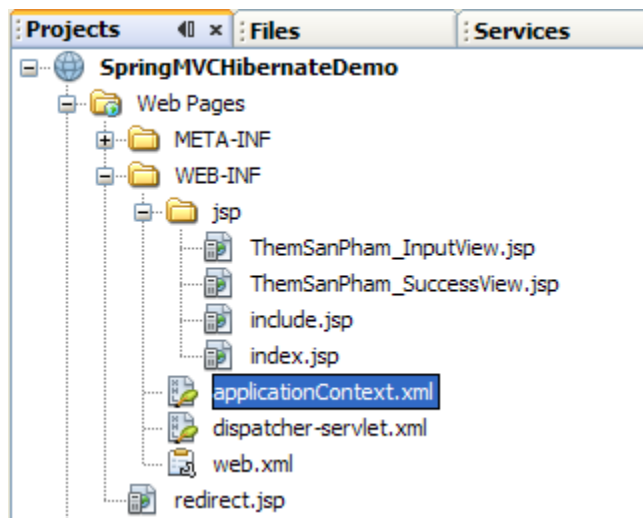 Projects Files Services
SpringMVCHibernateDemo
Web Pages
META-INF
WEB-INF
jsp
ThemSanPham_InputView.jsp
ThemSanPham_SuccessView.jsp
include.jsp
index.jsp
applicationContext.xml
dispatcher-servlet.xml
web.xml
redirect.jsp